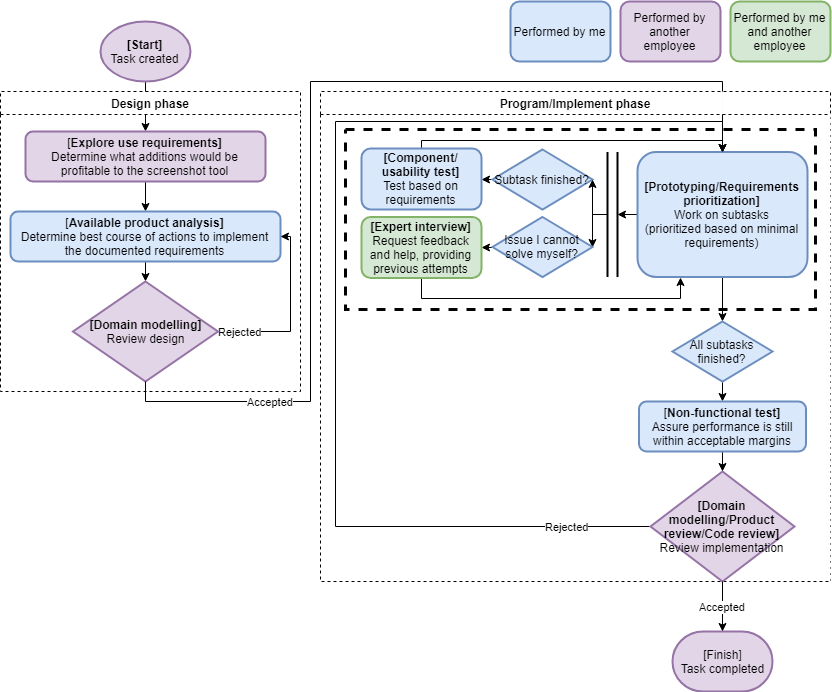 Performed by me
Performed by
another
employee
Performed by me
and another
employee
[Start]
Task created
Design phase
[Explore use requirements]
Determine what additions would be
profitable to the screenshot tool
[Available product analysis]
Determine best course of actions to implement
the documented requirements
[Domain modelling]
Review design
Rejected
Accepted
Program/Implement phase
[Component/
usability test]
Test based on
requirements
Subtask finished?
[Expert interview]
Request feedback
and help, providing
previous attempts
Issue I cannot
solve myself?
[Prototyping/Requirements
prioritization]
Work on subtasks
(prioritized based on minimal
requirements)
All subtasks
finished?
[Non-functional test]
Assure performance is still
within acceptable margins
[Domain
modelling/Product
review/Code review]
Review implementation
Rejected
Accepted
[Finish]
Task completed